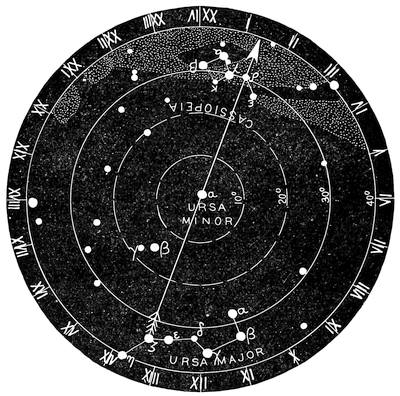 XXIV
I
II
III
IV
V
VI
VII
VIII
IX
X
XI
XII
XIII
XIV
XV
XVI
XVII
XVIII
XIX
XX
XXI
XXII
XXIII
β
α
γ
δ
ε
κ
CASSIOPEIA
α
URSA
MINOR
10°
20°
30°
40°
γ
β
α
β
γ
δ
ε
ζ
η
URSA MAJOR